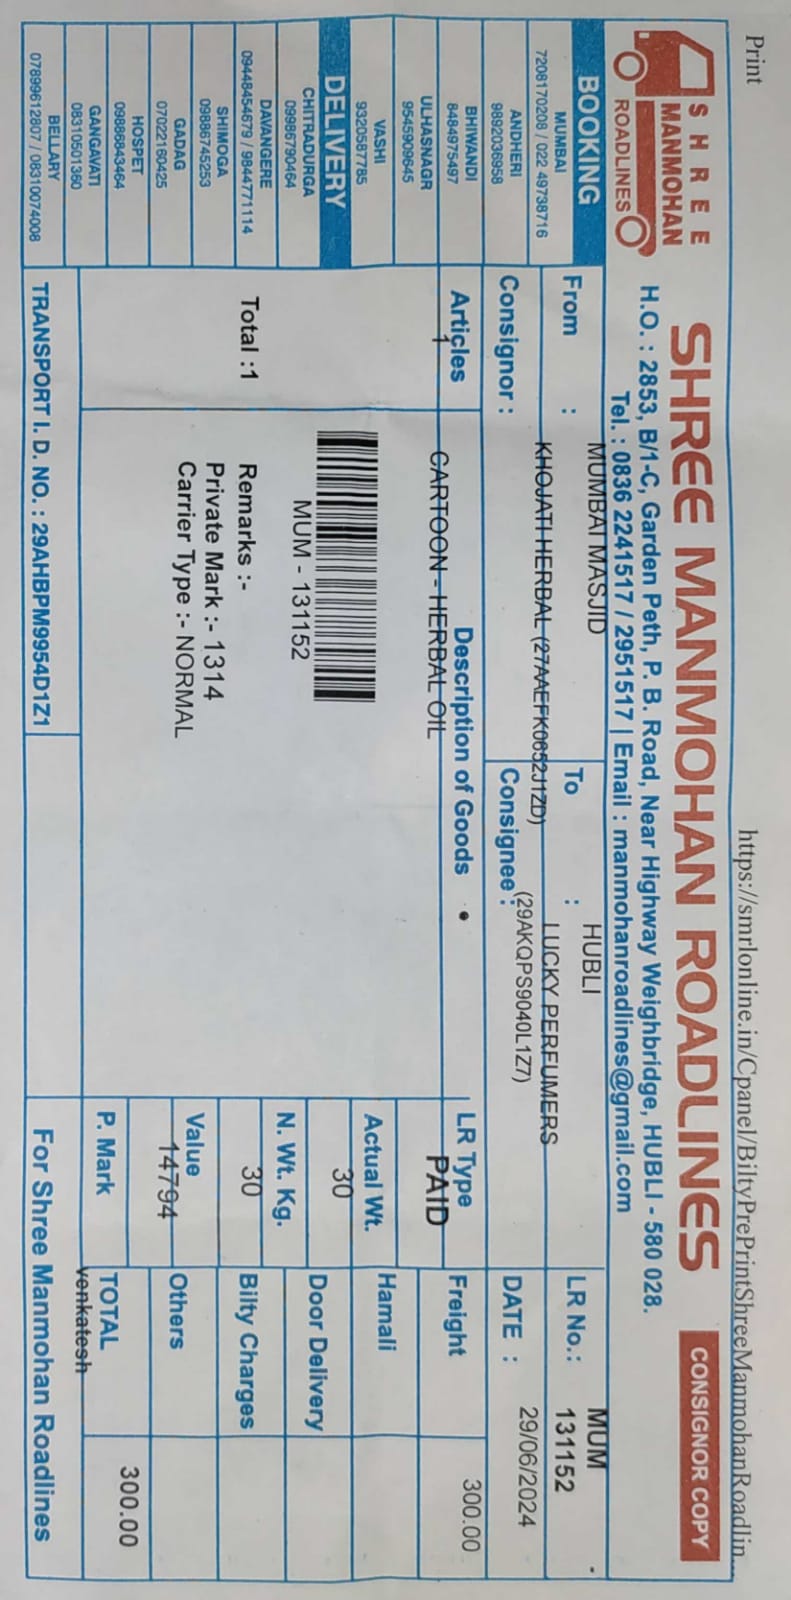 Print
https://smrlonline.in/Cpanel/BiltyPrePrintShreeManmohanRoadlin...
SHREE
MANMOHAN
ROADLINES
SHREE MANMOHAN ROADLINES
CONSIGNOR COPY
H.O. : 2853, B/1-C, Garden Peth, P. B. Road, Near Highway Weighbridge, HUBLI - 580 028.
Tel. : 0836 2241517 / 2951517 | Email : manmohanroadlines@gmail.com
BOOKING
MUMBAI
7208170208 / 022 49738716
ANDHERI
9892036958
BHIWANDI
8484975497
ULHASNAGR
9545909645
VASHI
9320587785
DELIVERY
CHITRADURGA
09986790464
DAVANGERE
09448454679 / 9844771114
SHIMOGA
09886745253
GADAG
07022160425
HOSPET
09886843464
GANGAVATI
08310501360
BELLARY
07899612807 / 08310074008
From : MUMBAI MASJID
To : HUBLI
LR No.: MUM 131152
Consignor : KHOJATI HERBAL (27AAEFK0652J1ZD)
Consignee : LUCKY PERFUMERS
(29AKQPS9040L1Z7)
DATE : 29/06/2024
Articles
1
Total :1
Description of Goods
CARTOON - HERBAL OIL
MUM - 131152
Remarks :-
Private Mark :- 1314
Carrier Type :- NORMAL
LR Type
PAID
Actual Wt.
30
N. Wt. Kg.
30
Value
14794
P. Mark
Freight 300.00
Hamali
Door Delivery
Bilty Charges
Others
TOTAL 300.00
venkatesh
TRANSPORT I. D. NO. : 29AHBPM9954D1Z1
For Shree Manmohan Roadlines